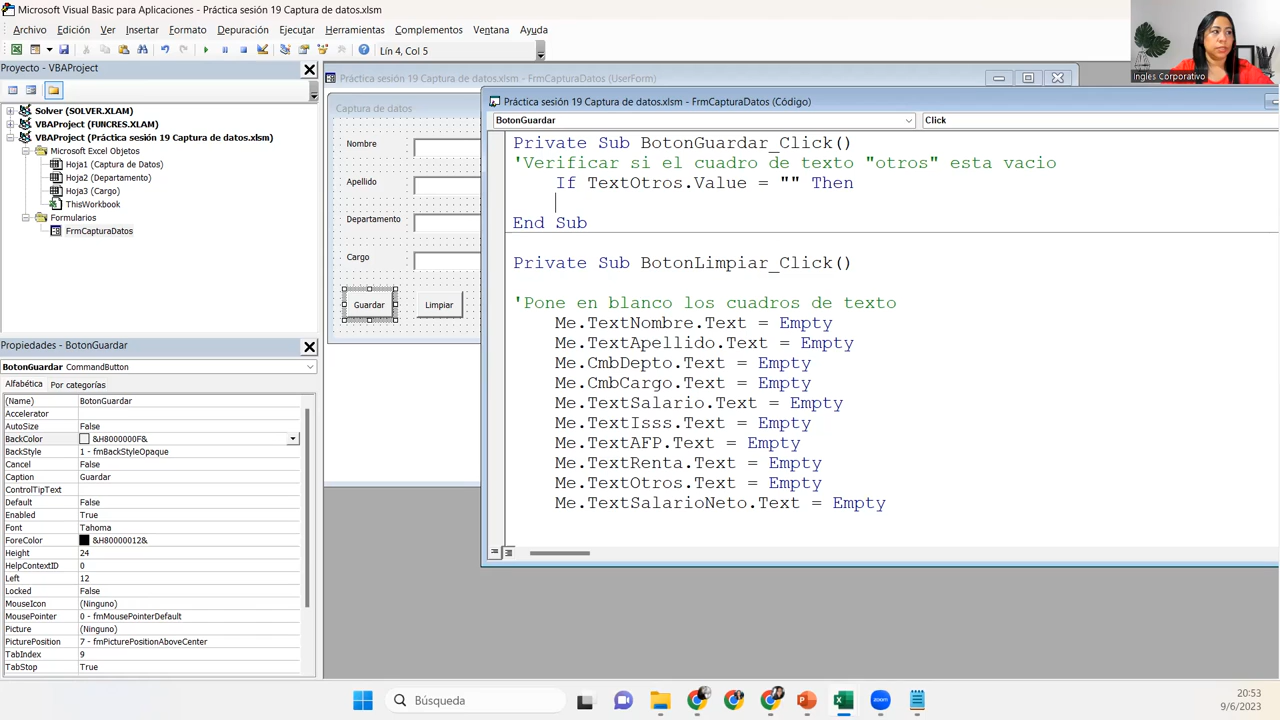 Microsoft Visual Basic para Aplicaciones - Práctica sesión 19 Captura de datos.xlsm
Archivo Edición Ver Insertar Formato Depuración Ejecutar Herramientas Complementos Ventana Ayuda
Lín 4, Col 5
Ingles Corporativo
Proyecto - VBAProject
Solver (SOLVER.XLAM)
VBAProject (FUNCRES.XLAM)
VBAProject (Práctica sesión 19 Captura de datos.xlsm)
Microsoft Excel Objetos
Hoja1 (Captura de Datos)
Hoja2 (Departamento)
Hoja3 (Cargo)
ThisWorkbook
Formularios
FrmCapturaDatos
Propiedades - BotonGuardar
BotonGuardar CommandButton
Alfabética Por categorías
(Name) BotonGuardar
Accelerator
AutoSize False
BackColor &H8000000F&
BackStyle 1 - fmBackStyleOpaque
Cancel False
Caption Guardar
ControlTipText
Default False
Enabled True
Font Tahoma
ForeColor &H80000012&
Height 24
HelpContextID 0
Left 12
Locked False
MouseIcon (Ninguno)
MousePointer 0 - fmMousePointerDefault
Picture (Ninguno)
PicturePosition 7 - fmPicturePositionAboveCenter
TabIndex 9
TabStop True
Práctica sesión 19 Captura de datos.xlsm - FrmCapturaDatos (UserForm)
Captura de datos
Nombre
Apellido
Departamento
Cargo
Guardar Limpiar
Práctica sesión 19 Captura de datos.xlsm - FrmCapturaDatos (Código)
BotonGuardar Click
Private Sub BotonGuardar_Click()
'Verificar si el cuadro de texto "otros" esta vacio
If TextOtros.Value = "" Then
End Sub
Private Sub BotonLimpiar_Click()
'Pone en blanco los cuadros de texto
Me.TextNombre.Text = Empty
Me.TextApellido.Text = Empty
Me.CmbDepto.Text = Empty
Me.CmbCargo.Text = Empty
Me.TextSalario.Text = Empty
Me.TextIsss.Text = Empty
Me.TextAFP.Text = Empty
Me.TextRenta.Text = Empty
Me.TextOtros.Text = Empty
Me.TextSalarioNeto.Text = Empty
Búsqueda
20:53
9/6/2023